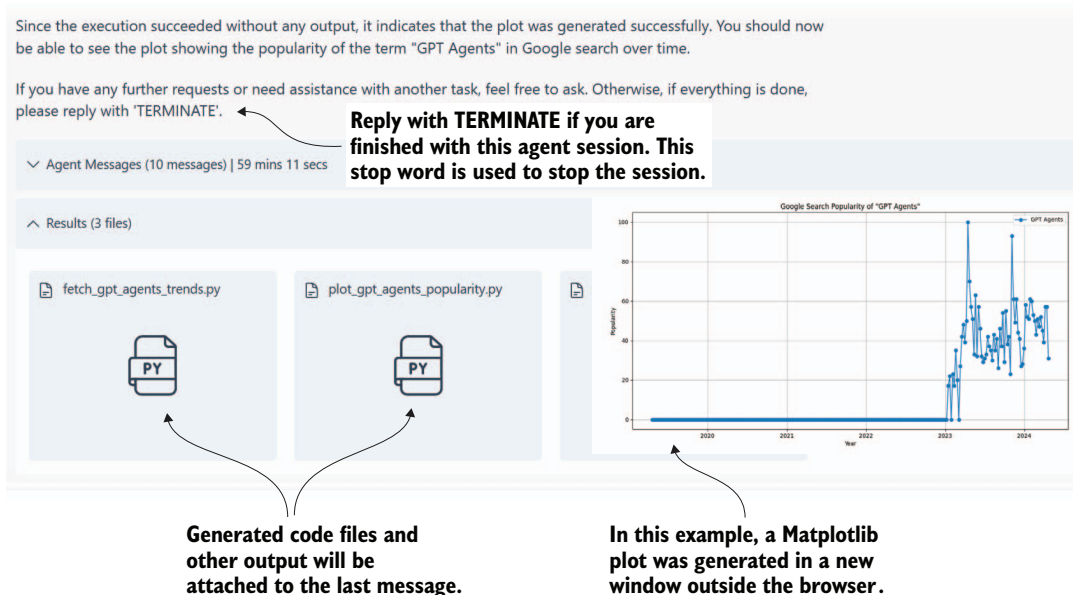 Since the execution succeeded without any output, it indicates that the plot was generated successfully. You should now
be able to see the plot showing the popularity of the term "GPT Agents" in Google search over time.
If you have any further requests or need assistance with another task, feel free to ask. Otherwise, if everything is done,
please reply with 'TERMINATE'.
Reply with TERMINATE if you are
finished with this agent session. This
stop word is used to stop the session.
Agent Messages (10 messages) | 59 mins 11 secs
Results (3 files)
fetch_gpt_agents_trends.py
plot_gpt_agents_popularity.py
PY
PY
Google Search Popularity of "GPT Agents"
GPT Agents
100
80
60
40
20
0
Popularity
2020
2021
2022
2023
2024
Year
Generated code files and
other output will be
attached to the last message.
In this example, a Matplotlib
plot was generated in a new
window outside the browser.